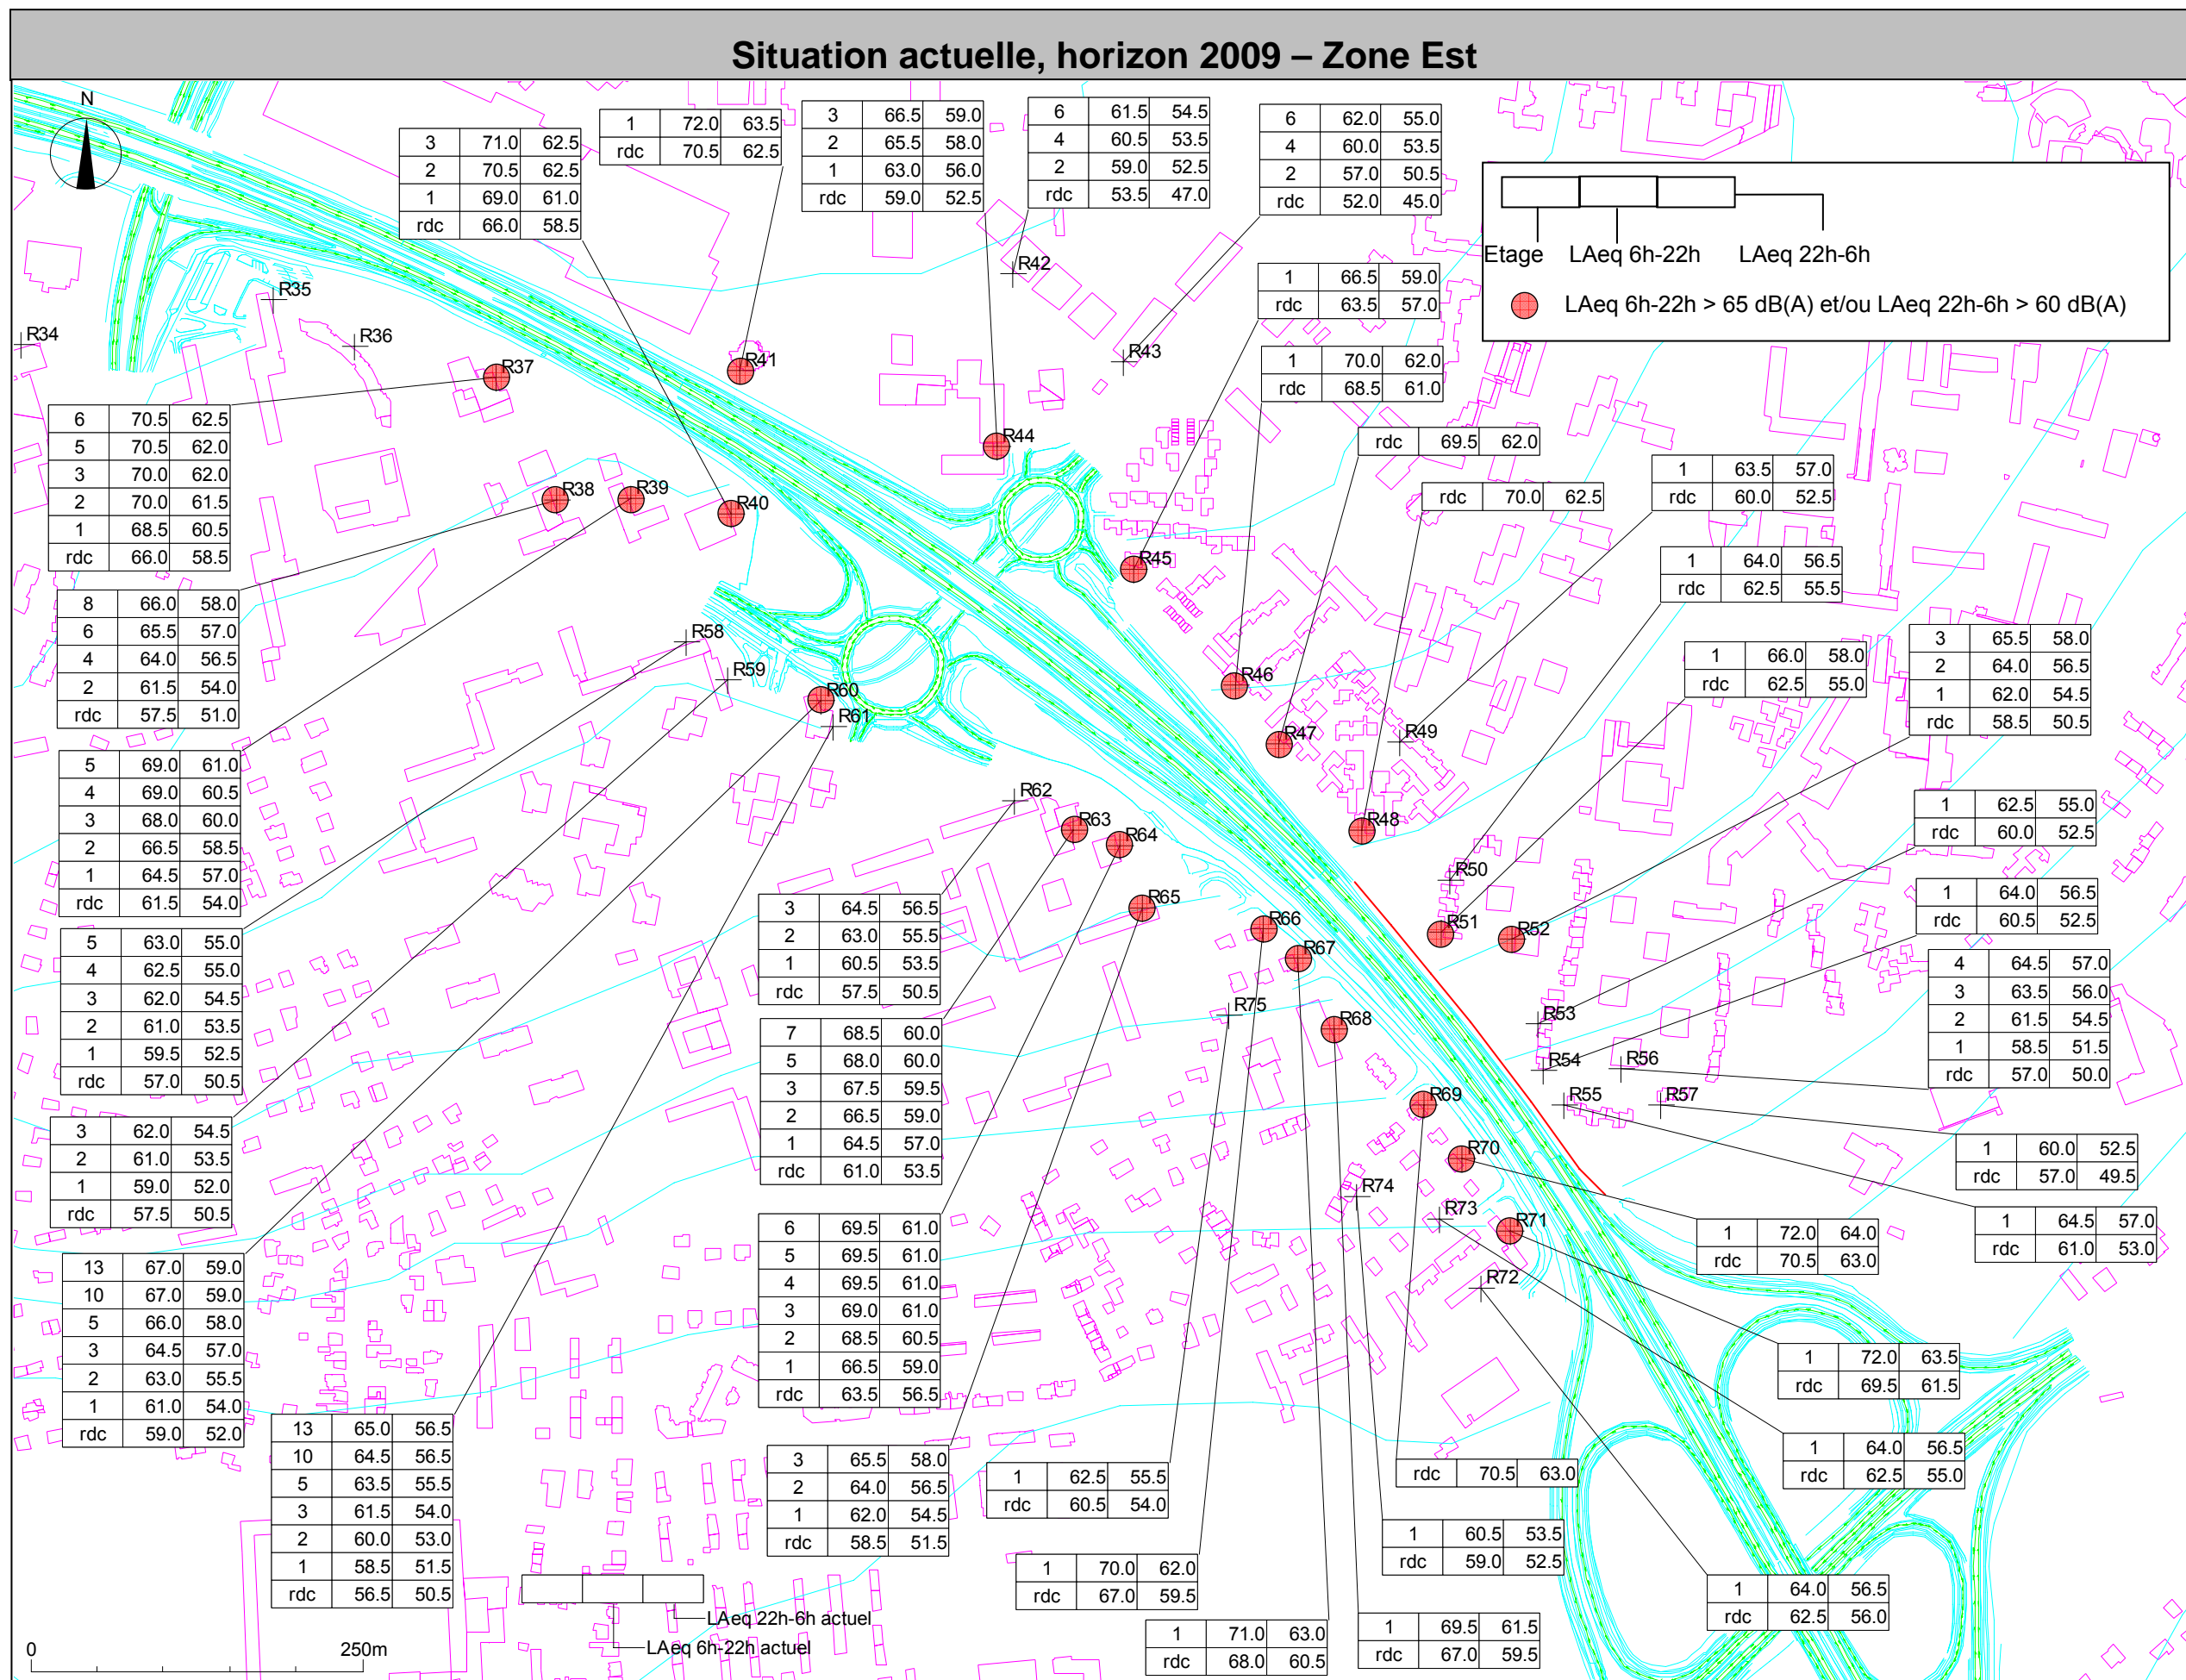 Situation actuelle, horizon 2009 – Zone Est
N
3 71.0 62.5
2 70.5 62.5
1 69.0 61.0
rdc 66.0 58.5
1 72.0 63.5
rdc 70.5 62.5
3 66.5 59.0
2 65.5 58.0
1 63.0 56.0
rdc 59.0 52.5
6 61.5 54.5
4 60.5 53.5
2 59.0 52.5
rdc 53.5 47.0
6 62.0 55.0
4 60.0 53.5
2 57.0 50.5
rdc 52.0 45.0
Etage LAeq 6h-22h LAeq 22h-6h
LAeq 6h-22h > 65 dB(A) et/ou LAeq 22h-6h > 60 dB(A)
1 66.5 59.0
rdc 63.5 57.0
1 70.0 62.0
rdc 68.5 61.0
rdc 69.5 62.0
rdc 70.0 62.5
1 63.5 57.0
rdc 60.0 52.5
1 64.0 56.5
rdc 62.5 55.5
1 66.0 58.0
rdc 62.5 55.0
3 65.5 58.0
2 64.0 56.5
1 62.0 54.5
rdc 58.5 50.5
1 62.5 55.0
rdc 60.0 52.5
1 64.0 56.5
rdc 60.5 52.5
4 64.5 57.0
3 63.5 56.0
2 61.5 54.5
1 58.5 51.5
rdc 57.0 50.0
1 60.0 52.5
rdc 57.0 49.5
1 64.5 57.0
rdc 61.0 53.0
1 72.0 64.0
rdc 70.5 63.0
1 72.0 63.5
rdc 69.5 61.5
1 64.0 56.5
rdc 62.5 55.0
1 64.0 56.5
rdc 62.5 56.0
R34
R35
R36
R37
R38
R39
R40
R41
R42
R43
R44
R45
R46
R47
R48
R49
R50
R51
R52
R53
R54
R55
R56
R57
R58
R59
R60
R61
R62
R63
R64
R65
R66
R67
R68
R69
R70
R71
R72
R73
R74
R75
6 70.5 62.5
5 70.5 62.0
3 70.0 62.0
2 70.0 61.5
1 68.5 60.5
rdc 66.0 58.5
8 66.0 58.0
6 65.5 57.0
4 64.0 56.5
2 61.5 54.0
rdc 57.5 51.0
5 69.0 61.0
4 69.0 60.5
3 68.0 60.0
2 66.5 58.5
1 64.5 57.0
rdc 61.5 54.0
5 63.0 55.0
4 62.5 55.0
3 62.0 54.5
2 61.0 53.5
1 59.5 52.5
rdc 57.0 50.5
3 62.0 54.5
2 61.0 53.5
1 59.0 52.0
rdc 57.5 50.5
13 67.0 59.0
10 67.0 59.0
5 66.0 58.0
3 64.5 57.0
2 63.0 55.5
1 61.0 54.0
rdc 59.0 52.0
13 65.0 56.5
10 64.5 56.5
5 63.5 55.5
3 61.5 54.0
2 60.0 53.0
1 58.5 51.5
rdc 56.5 50.5
3 64.5 56.5
2 63.0 55.5
1 60.5 53.5
rdc 57.5 50.5
7 68.5 60.0
5 68.0 60.0
3 67.5 59.5
2 66.5 59.0
1 64.5 57.0
rdc 61.0 53.5
6 69.5 61.0
5 69.5 61.0
4 69.5 61.0
3 69.0 61.0
2 68.5 60.5
1 66.5 59.0
rdc 63.5 56.5
3 65.5 58.0
2 64.0 56.5
1 62.0 54.5
rdc 58.5 51.5
1 62.5 55.5
rdc 60.5 54.0
1 70.0 62.0
rdc 67.0 59.5
1 71.0 63.0
rdc 68.0 60.5
1 69.5 61.5
rdc 67.0 59.5
1 60.5 53.5
rdc 59.0 52.5
rdc 70.5 63.0
LAeq 22h-6h actuel
LAeq 6h-22h actuel
0 250m